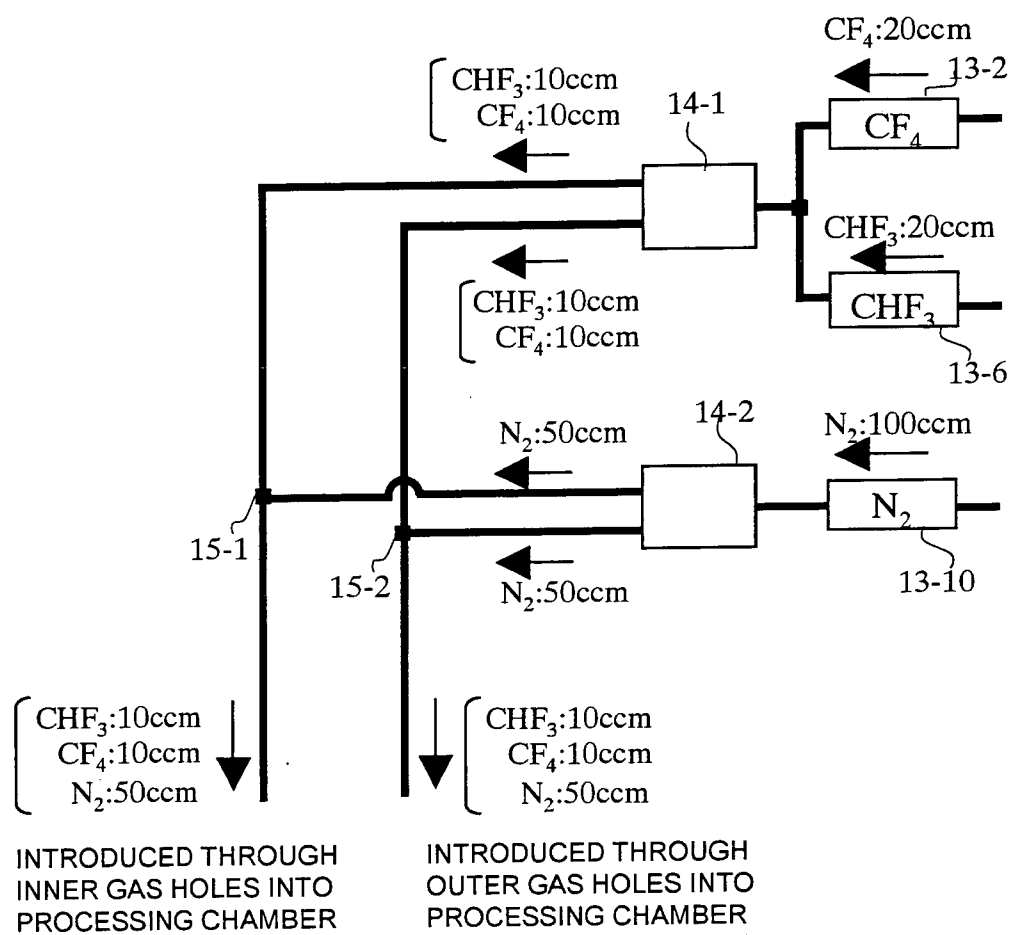 CF₄:20ccm
13-2
CHF₃:10ccm
CF₄:10ccm
14-1
CF₄
CHF₃:20ccm
CHF₃
CHF₃:10ccm
CF₄:10ccm
13-6
14-2
N₂:50ccm
N₂:100ccm
N₂
15-1
15-2
N₂:50ccm
13-10
CHF₃:10ccm
CF₄:10ccm
N₂:50ccm
CHF₃:10ccm
CF₄:10ccm
N₂:50ccm
INTRODUCED THROUGH
INNER GAS HOLES INTO
PROCESSING CHAMBER
INTRODUCED THROUGH
OUTER GAS HOLES INTO
PROCESSING CHAMBER